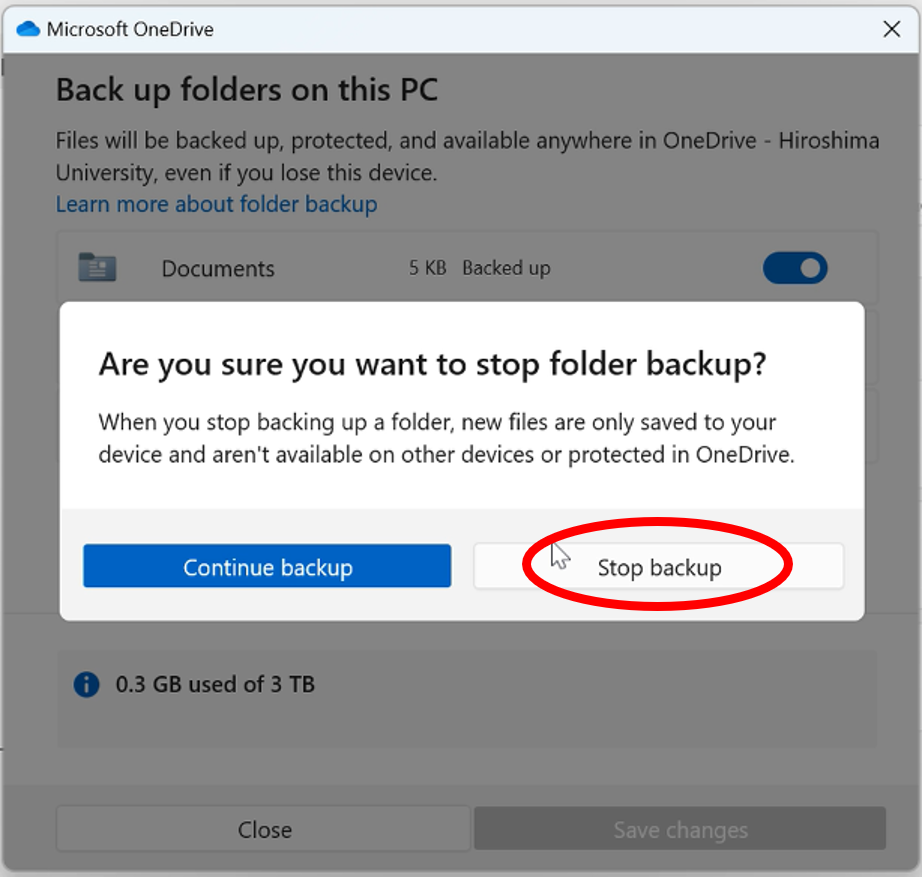 Microsoft OneDrive
Back up folders on this PC
Files will be backed up, protected, and available anywhere in OneDrive - Hiroshima
University, even if you lose this device.
Learn more about folder backup
Documents 5 KB Backed up
Are you sure you want to stop folder backup?
When you stop backing up a folder, new files are only saved to your
device and aren't available on other devices or protected in OneDrive.
Continue backup Stop backup
0.3 GB used of 3 TB
Close Save changes